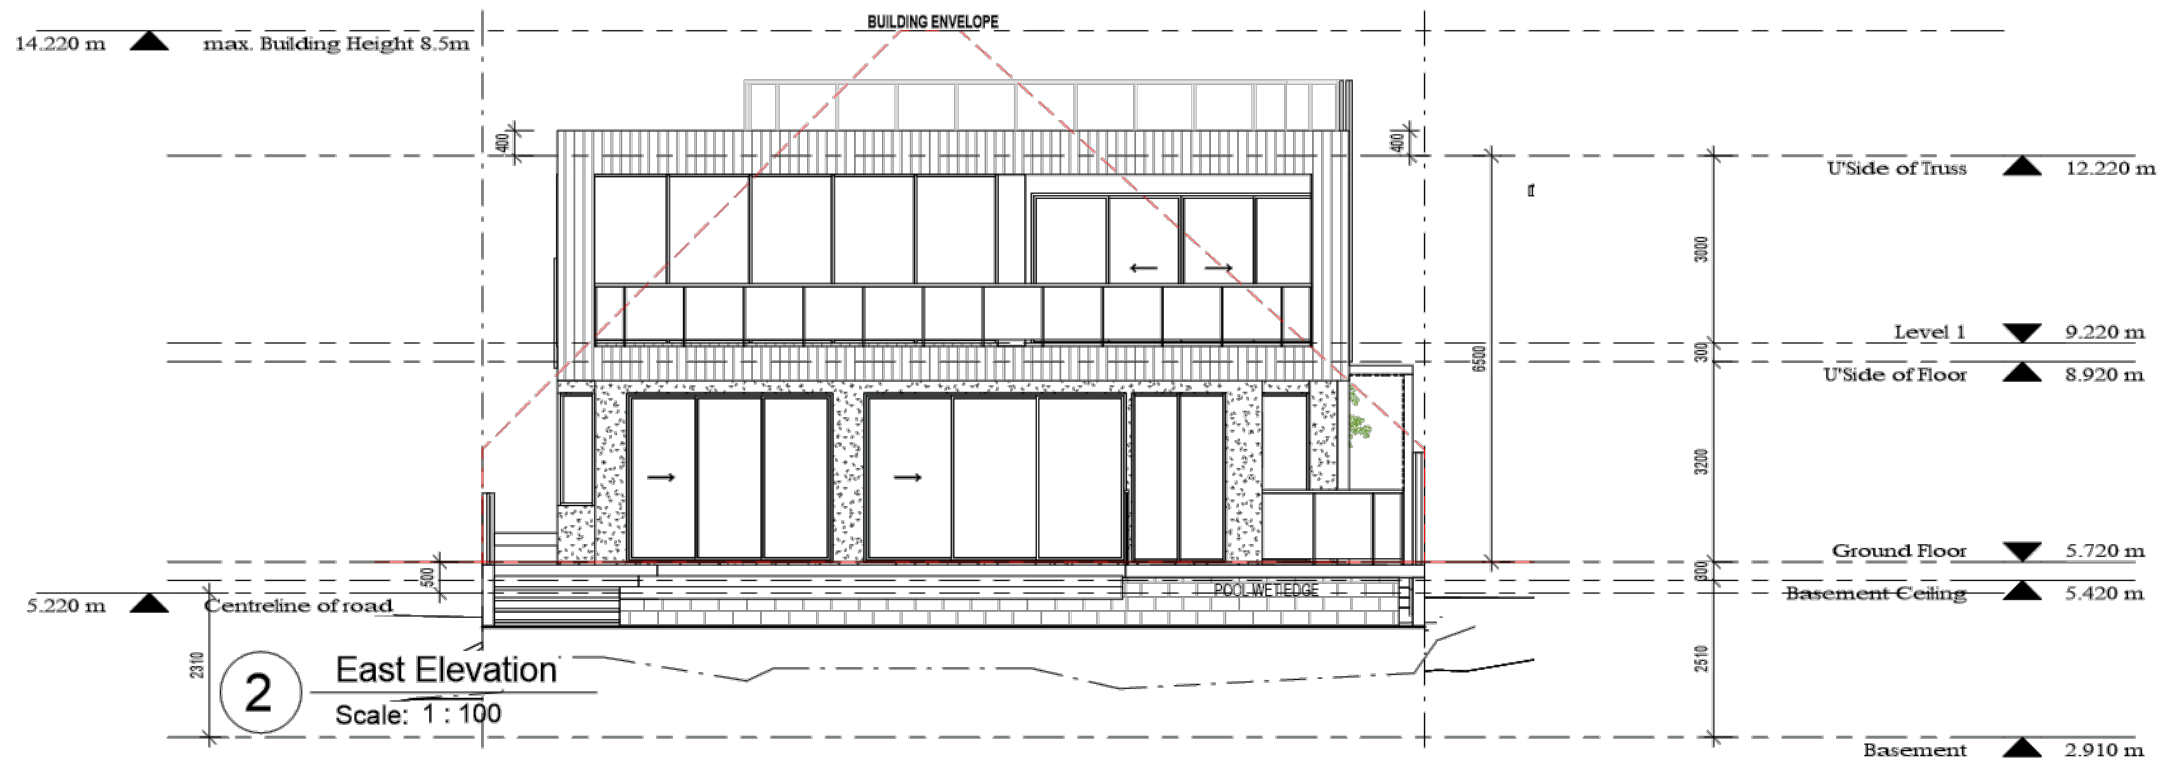 BUILDING ENVELOPE
14.220 m max. Building Height 8.5m
400
400
U'Side of Truss 12.220 m
3000
Level 1 9.220 m
300
6500
U'Side of Floor 8.920 m
3200
Ground Floor 5.720 m
500
300
POOL WET EDGE
5.220 m Centreline of road
Basement Ceiling 5.420 m
2310
2510
2
East Elevation
Scale: 1 : 100
Basement 2.910 m